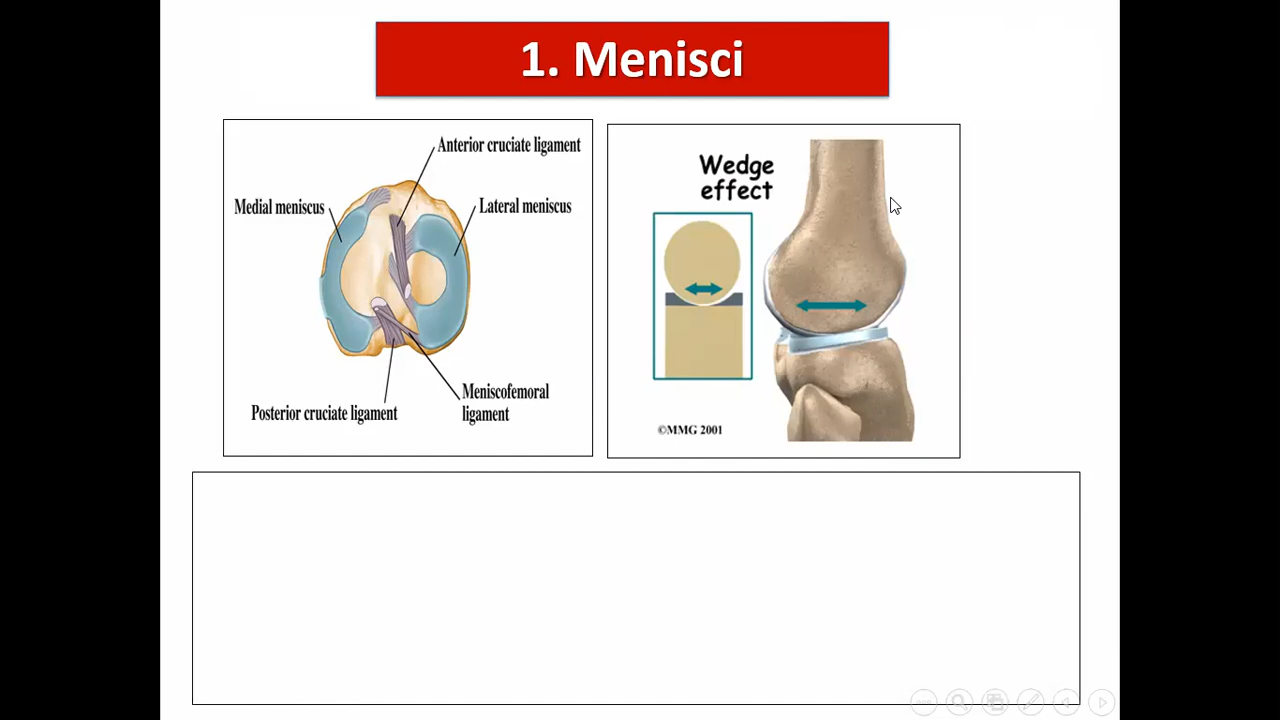 1. Menisci
Anterior cruciate ligament
Medial meniscus
Lateral meniscus
Meniscofemoral
ligament
Posterior cruciate ligament
Wedge
effect
©MMG 2001